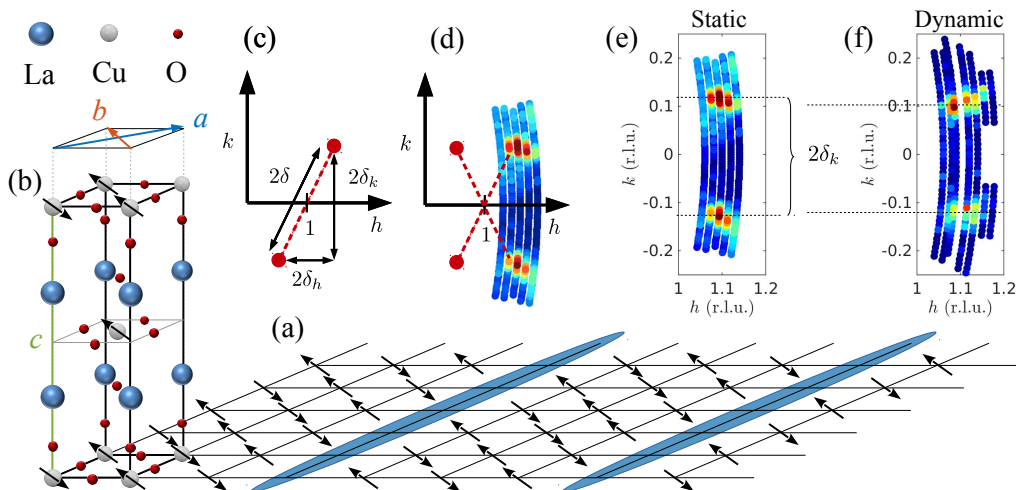 La Cu O
(b)
b a
c
(c)
k
2δ
2δ_k
1
h
2δ_h
(d)
k
1
h
(e) Static
k (r.l.u.)
0.2
0.1
0
-0.1
-0.2
1 1.1 1.2
h (r.l.u.)
2δ_k
Dynamic (f)
k (r.l.u.)
0.2
0.1
0
-0.1
-0.2
1 1.1 1.2
h (r.l.u.)
(a)